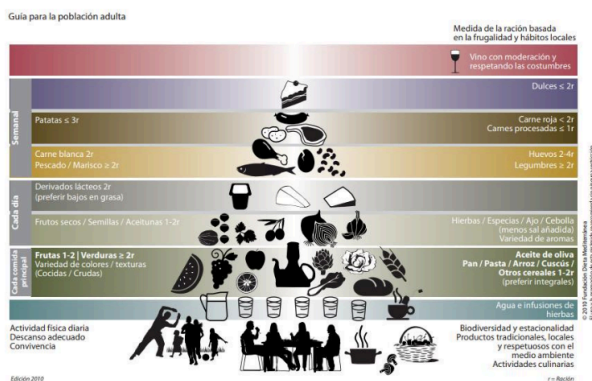 Guía para la población adulta
Medida de la ración basada
en la frugalidad y hábitos locales
Vino con moderación y
respetando las costumbres
Semanal
Dulces ≤ 2r
Patatas ≤ 3r
Carne roja < 2r
Carnes procesadas ≤ 1r
Carne blanca 2r
Pescado / Marisco ≥ 2r
Huevos 2-4r
Legumbres ≥ 2r
Cada día
Derivados lácteos 2r
(preferir bajos en grasa)
Frutos secos / Semillas / Aceitunas 1-2r
Hierbas / Especias / Ajo / Cebolla
(menos sal añadida)
Variedad de aromas
Cada comida
principal
Frutas 1-2 | Verduras ≥ 2r
Variedad de colores / texturas
(Cocidas / Crudas)
Aceite de oliva
Pan / Pasta / Arroz / Cuscús /
Otros cereales 1-2r
(preferir integrales)
Agua e infusiones de
hierbas
Actividad física diaria
Descanso adecuado
Convivencia
Biodiversidad y estacionalidad
Productos tradicionales, locales
y respetuosos con el
medio ambiente
Actividades culinarias
Edición 2010
r = Ración
© 2010 Fundación Dieta Mediterránea